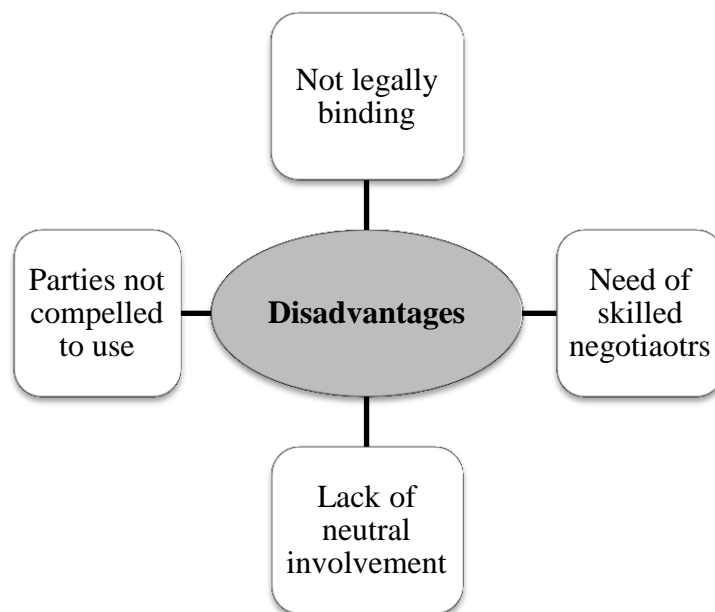 Not legally
binding
Parties not
compelled
to use
Disadvantages
Need of
skilled
negotiaotrs
Lack of
neutral
involvement